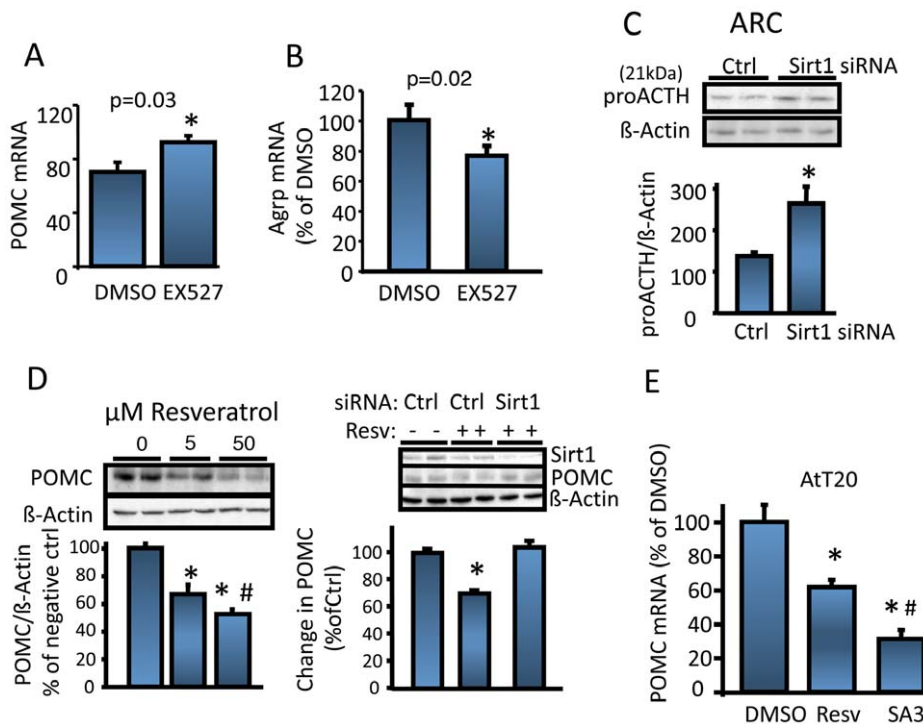 A
p=0.03
*
POMC mRNA
120
80
40
0
DMSO EX527
B
p=0.02
*
Agrp mRNA
(% of DMSO)
120
100
80
60
40
20
0
DMSO EX527
C ARC
(21kDa) Ctrl Sirt1 siRNA
proACTH
ß-Actin
*
proACTH/ß-Actin
300
200
100
0
Ctrl Sirt1 siRNA
D
µM Resveratrol
0 5 50
POMC
ß-Actin
* * #
POMC/ß-Actin
% of negative ctrl
100
80
60
40
20
0
siRNA: Ctrl Ctrl Sirt1
Resv: - - + + + +
Sirt1
POMC
ß-Actin
*
Change in POMC
(%ofCtrl)
100
80
60
40
20
0
E
AtT20
*
* #
POMC mRNA (% of DMSO)
100
80
60
40
20
0
DMSO Resv SA3